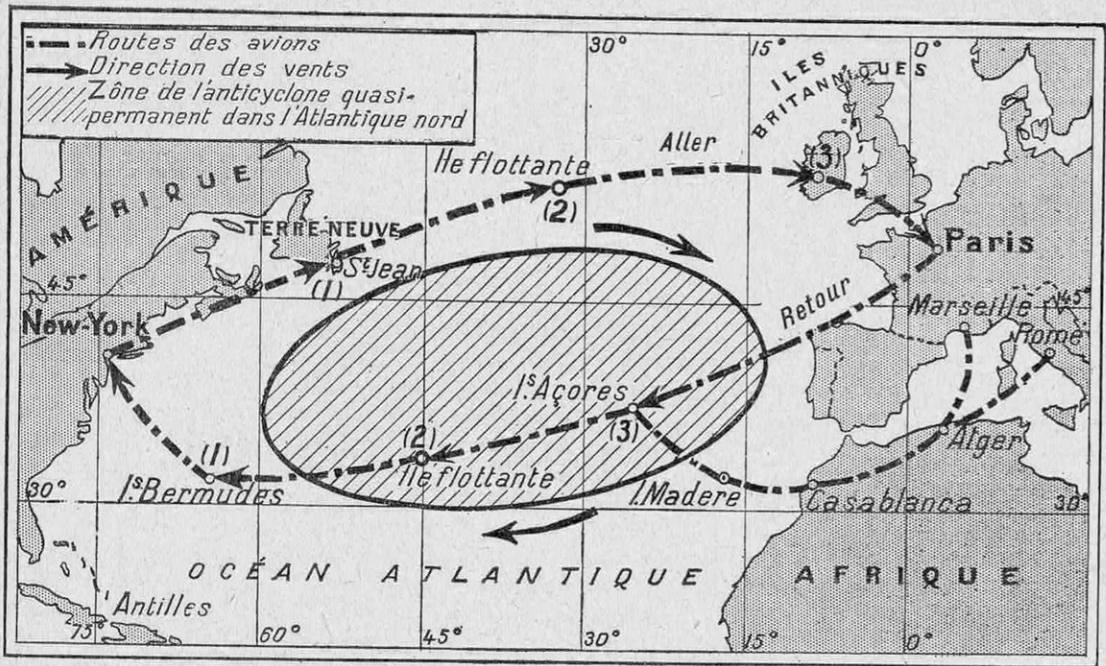 Routes des avions
Direction des vents
Zône de l'anticyclone quasi-
permanent dans l'Atlantique nord
30°
15°
0°
ILES
BRITANNIQUES
AMÉRIQUE
Aller
Ile flottante
(2)
(3)
TERRE-NEUVE
St Jean
(1)
Paris
45°
45°
New-York
Retour
Marseille
Rome
Is Açores
(3)
(2)
Ile flottante
Alger
(1)
Is Bermudes
I. Madere
Casablanca
30°
30°
OCÉAN ATLANTIQUE
AFRIQUE
Antilles
75°
60°
45°
30°
15°
0°